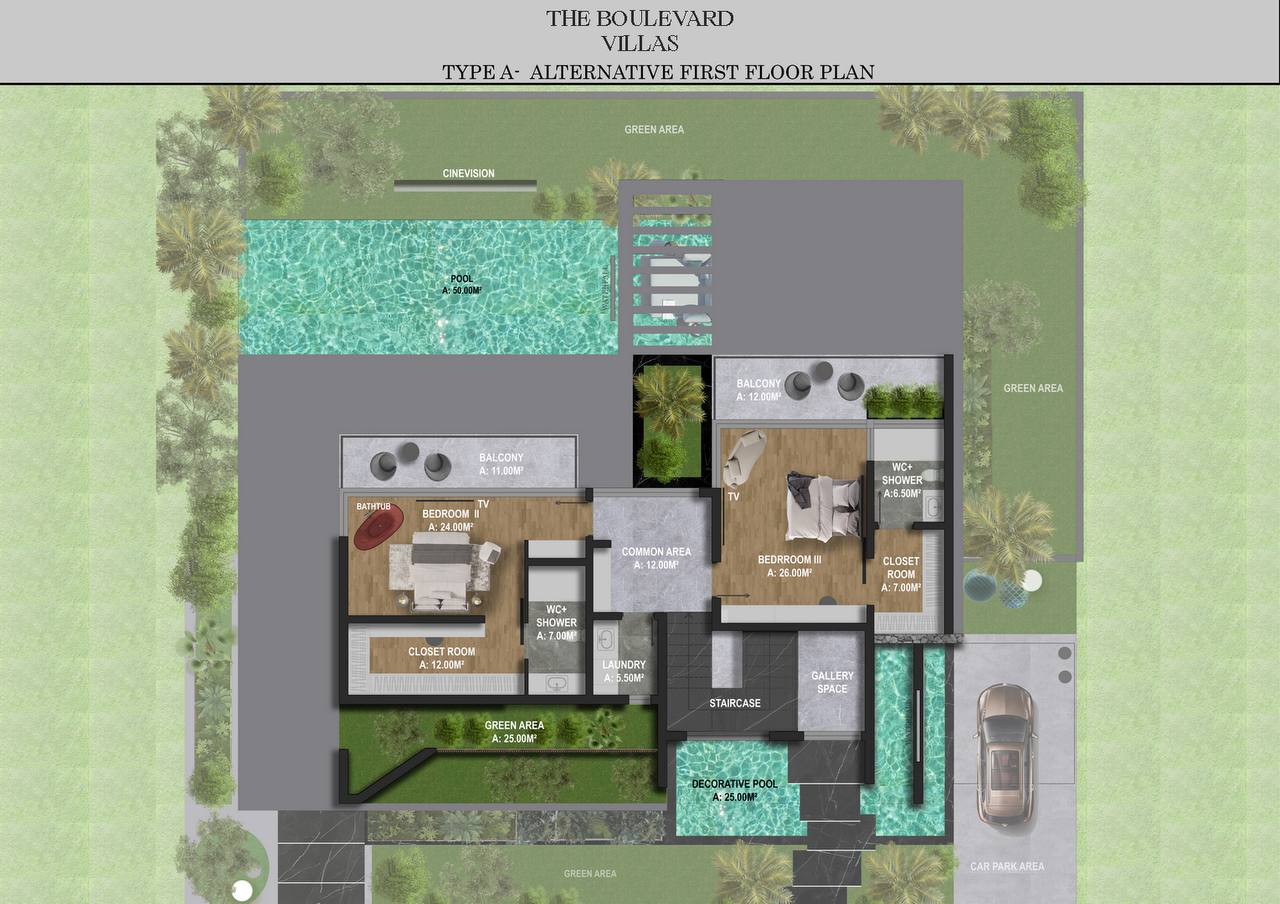 THE BOULEVARD
VILLAS
TYPE A- ALTERNATIVE FIRST FLOOR PLAN
GREEN AREA
CINEVISION
POOL
A: 50.00M²
WATERFALL
BALCONY
A: 12.00M²
GREEN AREA
BALCONY
A: 11.00M²
BATHTUB
TV
BEDROOM II
A: 24.00M²
TV
WC+
SHOWER
A:6.50M²
COMMON AREA
A: 12.00M²
BEDRROOM III
A: 26.00M²
CLOSET
ROOM
A: 7.00M²
WC+
SHOWER
A: 7.00M²
CLOSET ROOM
A: 12.00M²
LAUNDRY
A: 5.50M²
GALLERY
SPACE
STAIRCASE
GREEN AREA
A: 25.00M²
DECORATIVE POOL
A: 25.00M²
CAR PARK AREA
GREEN AREA